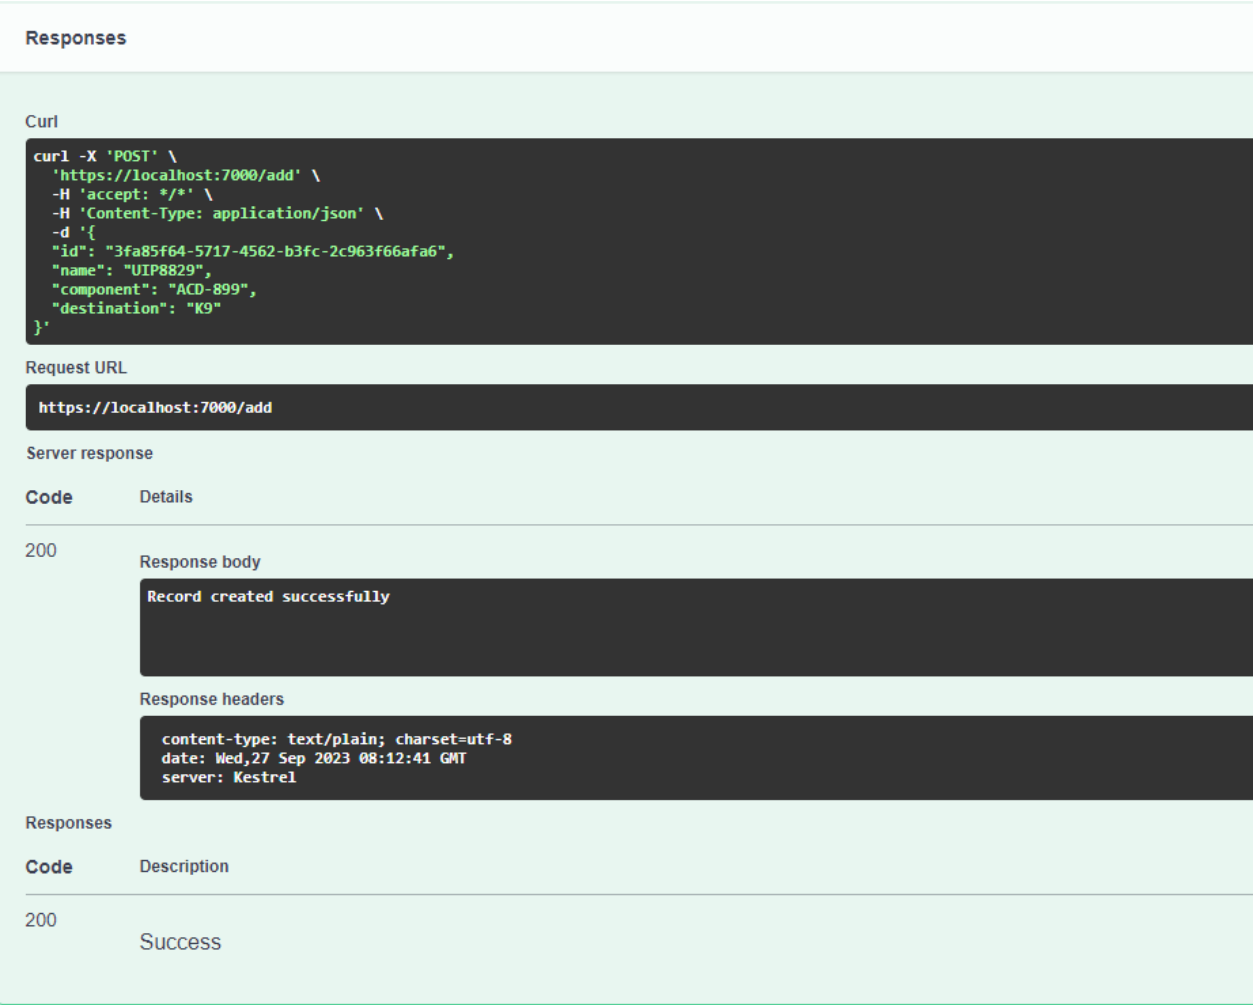 Responses
Curl
curl -X 'POST' \
  'https://localhost:7000/add' \
  -H 'accept: */*' \
  -H 'Content-Type: application/json' \
  -d '{
  "id": "3fa85f64-5717-4562-b3fc-2c963f66afa6",
  "name": "UIP8829",
  "component": "ACD-899",
  "destination": "K9"
}'
Request URL
https://localhost:7000/add
Server response
Code Details
200
Response body
Record created successfully
Response headers
content-type: text/plain; charset=utf-8
date: Wed,27 Sep 2023 08:12:41 GMT
server: Kestrel
Responses
Code Description
200
Success